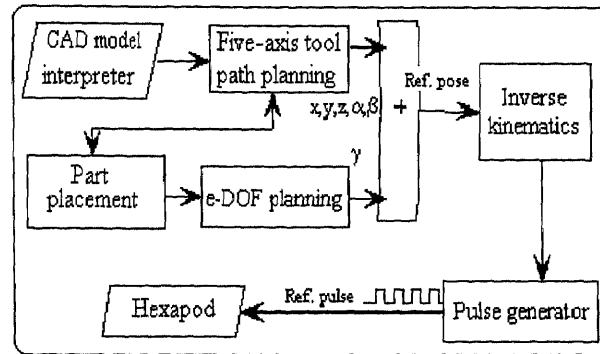 CAD model
interpreter
Five-axis tool
path planning
x,y,z,α,β
+
Ref. pose
Inverse
kinematics
Part
placement
e-DOF planning
γ
Hexapod
Ref. pulse
Pulse generator